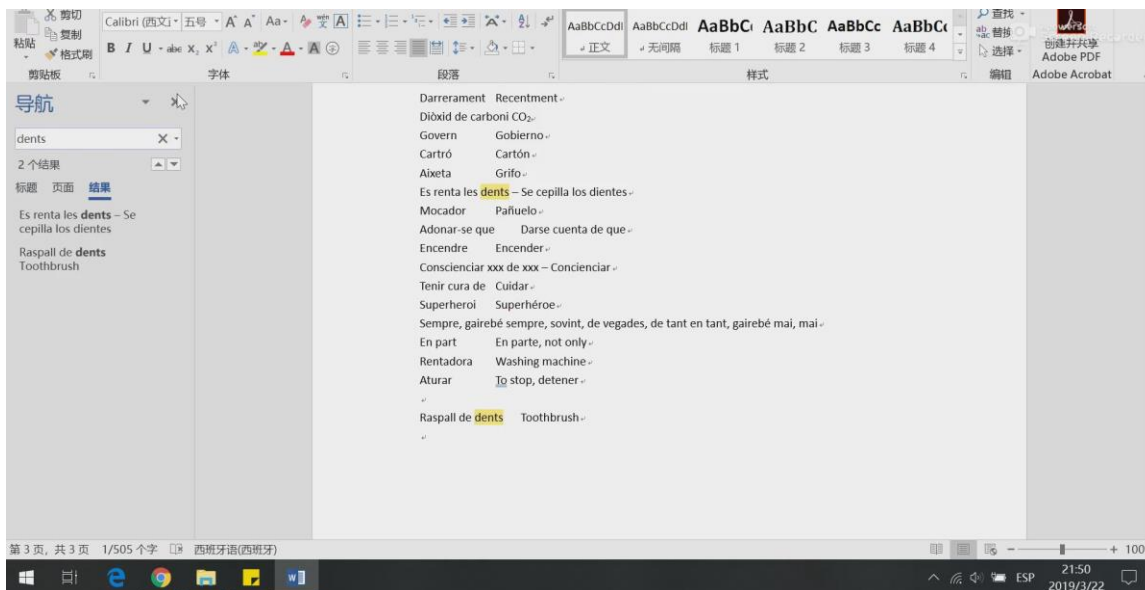 剪切
复制
粘贴
格式刷
剪贴板
Calibri (西文正
五号
A A Aa
B I U abc X₂ X² A A A
字体
段落
AaBbCcDdI AaBbCcDdI AaBbC AaBbC AaBbCc AaBbCc
正文 无间隔 标题 1 标题 2 标题 3 标题 4
样式
查找
替换
选择
编辑
创建并共享
Adobe PDF
Adobe Acrobat
导航
dents
2 个结果
标题 页面 结果
Es renta les dents – Se
cepilla los dientes
Raspall de dents
Toothbrush
Darrerament Recentment
Diòxid de carboni CO₂
Govern Gobierno
Cartró Cartón
Aixeta Grifo
Es renta les dents – Se cepilla los dientes
Mocador Pañuelo
Adonar-se que Darse cuenta de que
Encendre Encender
Conscienciar xxx de xxx – Concienciar
Tenir cura de Cuidar
Superheroi Superhéroe
Sempre, gairebé sempre, sovint, de vegades, de tant en tant, gairebé mai, mai
En part En parte, not only
Rentadora Washing machine
Aturar To stop, detener
Raspall de dents Toothbrush
第 3 页, 共 3 页 1/505 个字 西班牙语(西班牙)
+ 100
ESP
21:50
2019/3/22